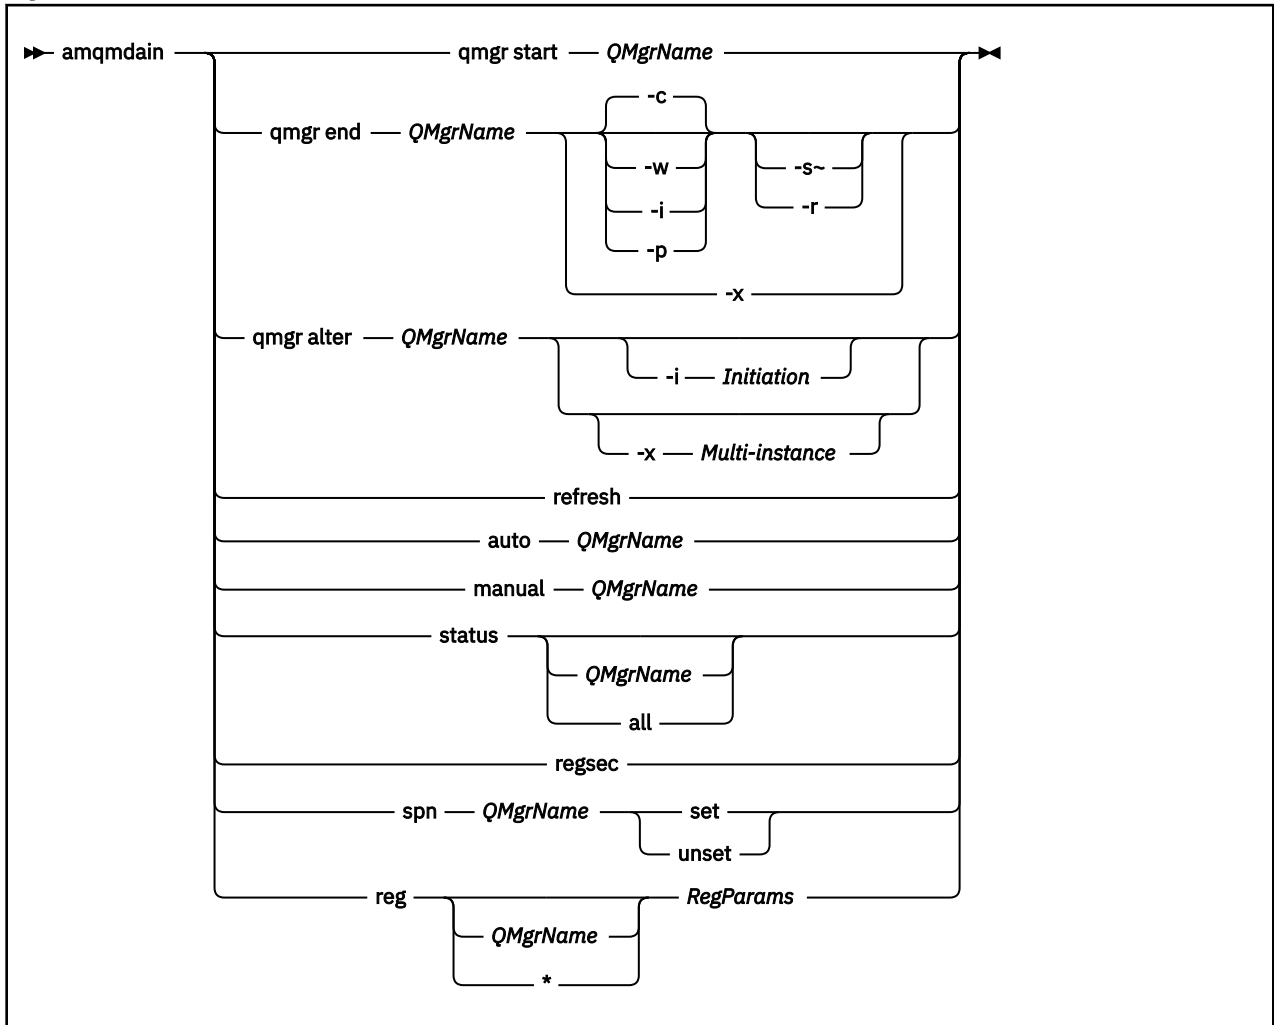 amqmdain qmgr start QMgrName
-c
qmgr end QMgrName
-w -s~
-i -r
-p
-x
qmgr alter QMgrName
-i Initiation
-x Multi-instance
refresh
auto QMgrName
manual QMgrName
status
QMgrName
all
regsec
spn QMgrName set
unset
reg RegParams
QMgrName
*